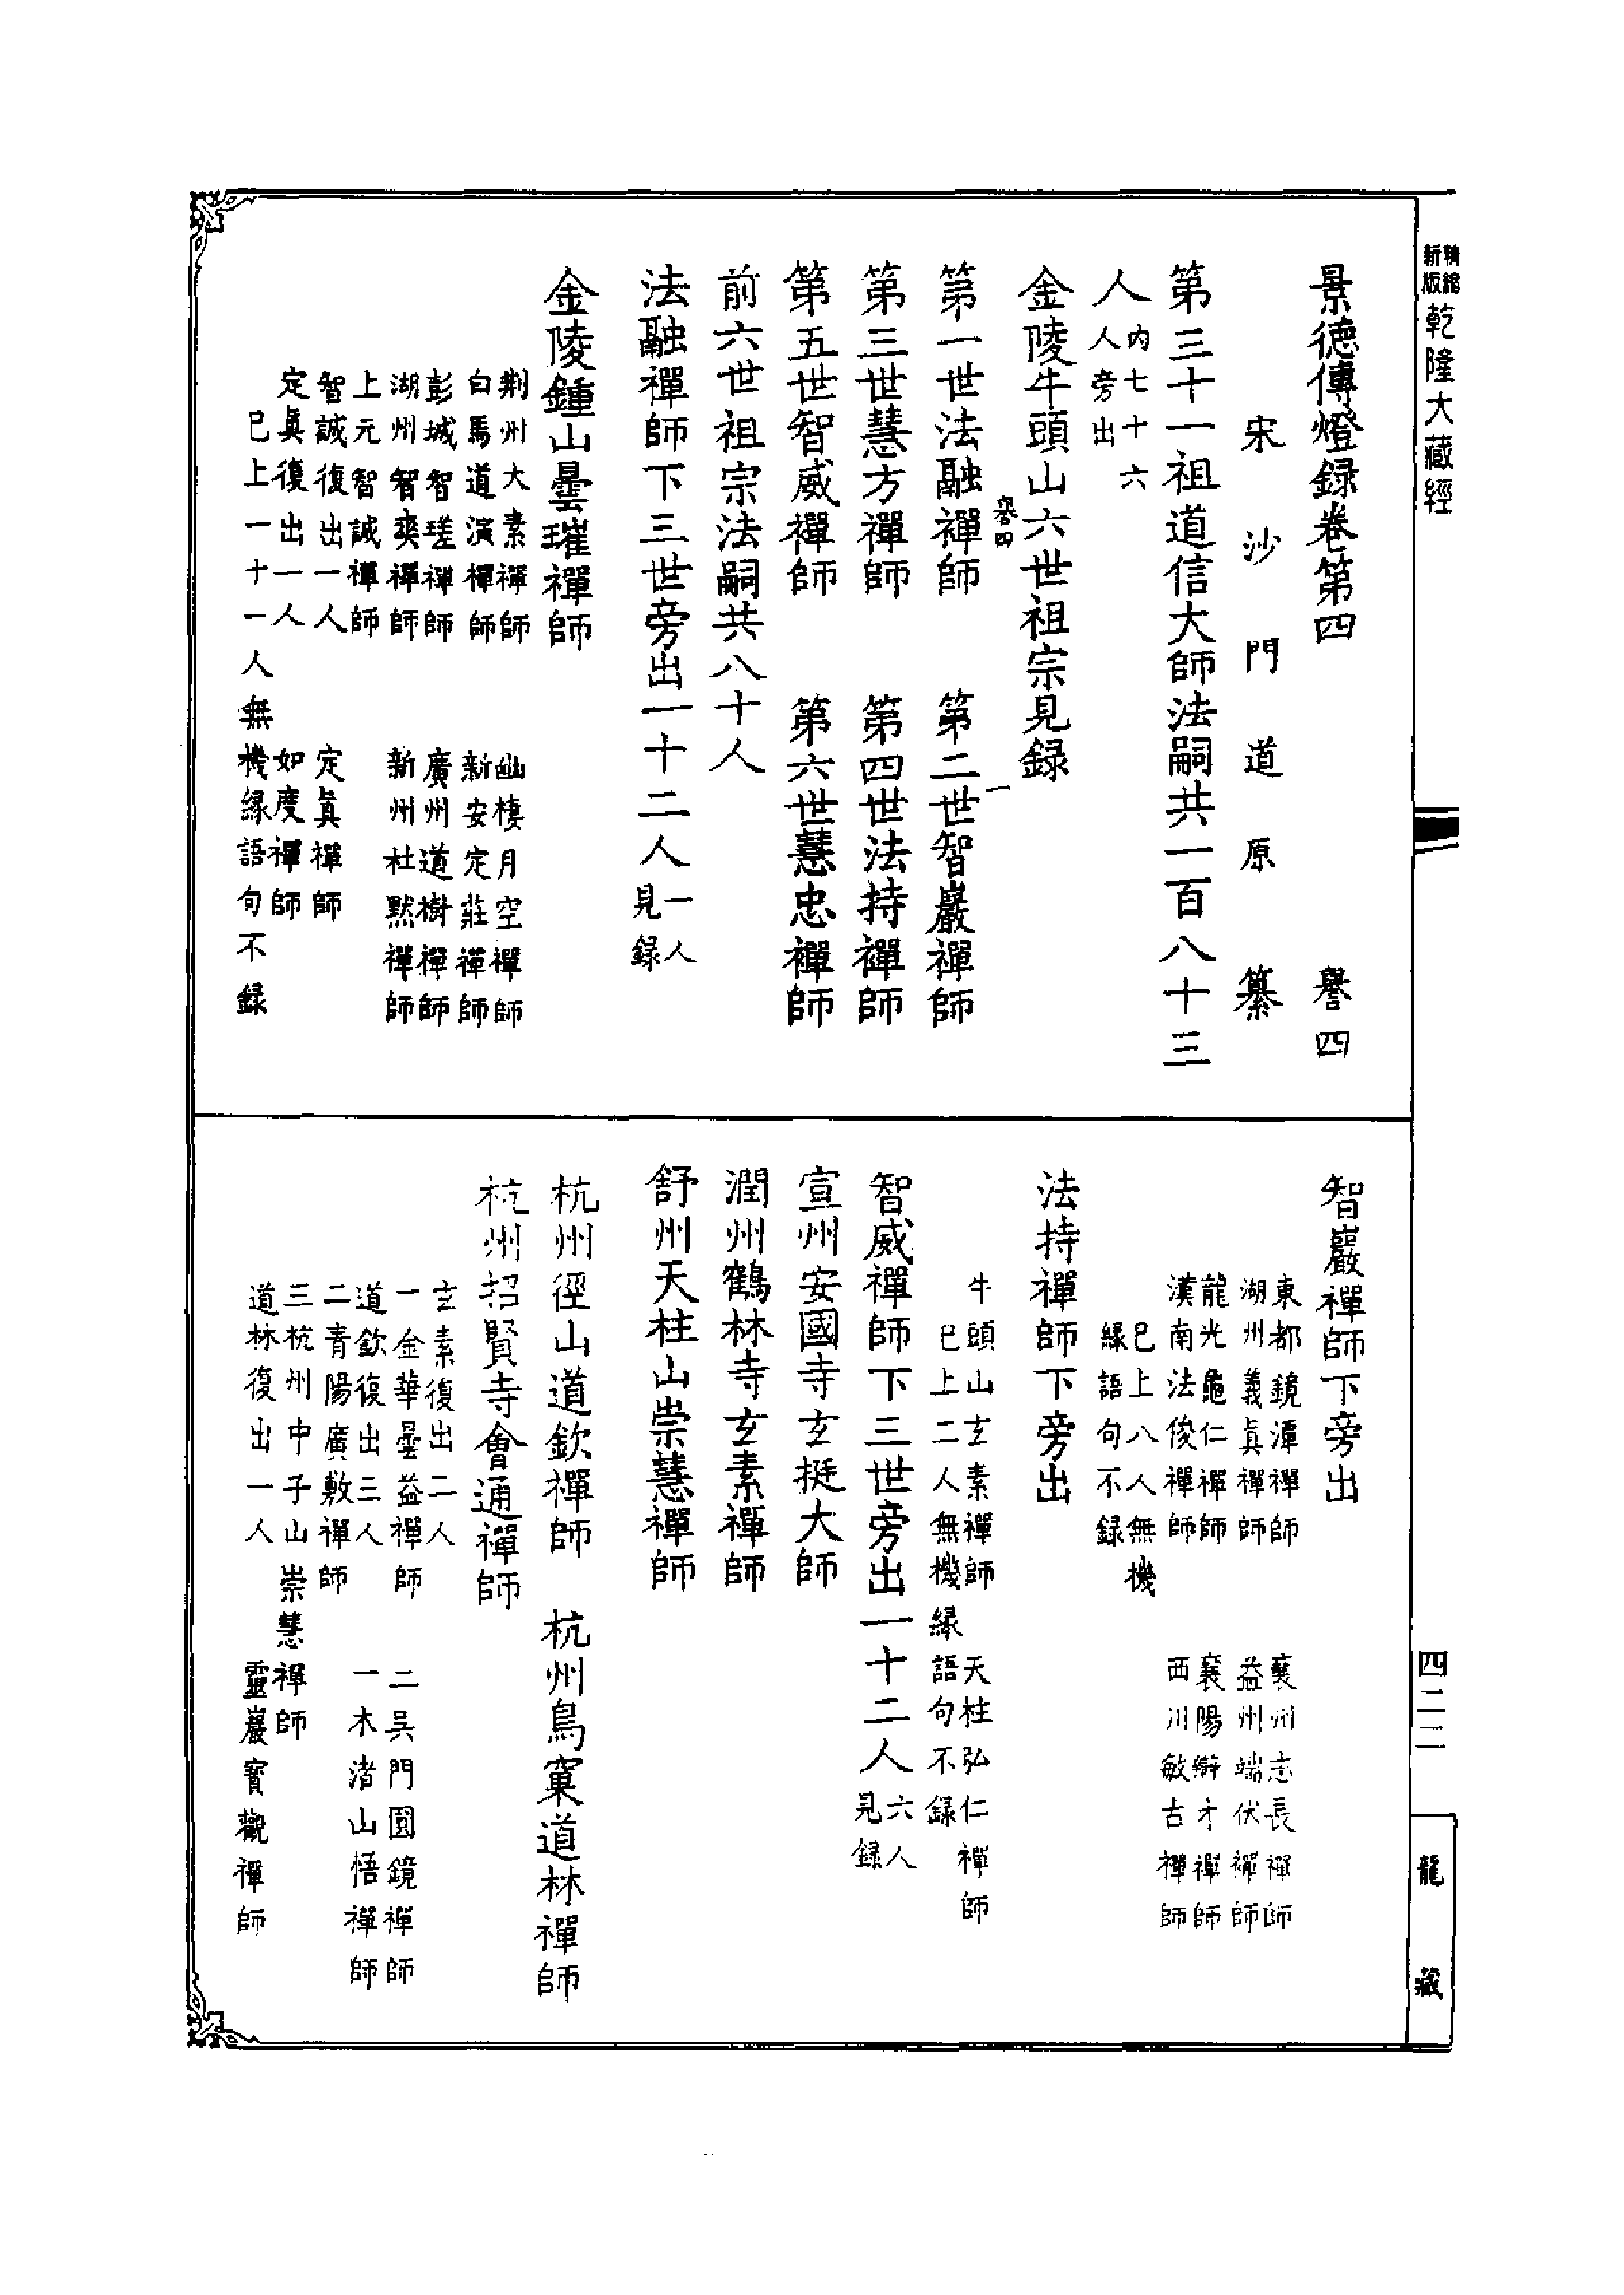 景德傳燈錄卷第四　譽四
宋沙門道原纂
第三十一祖道信大師法嗣共一百八十三
人內七十六
人旁出
金陵牛頭山六世祖宗見録
譽四
一
第一世法融禪師　第二世智巖禪師
第三世慧方禪師　第四世法持禪師
第五世智威禪師　第六世慧忠禪師
前六世祖宗法嗣共八十人
法融禪師下三世旁出一十二人一人
見録
金陵鍾山曇璀禪師
荆州大素禪師　幽棲月空禪師
白馬道演禪師　新安定莊禪師
彭城智瑳禪師　廣州道樹禪師
湖州智爽禪師　新州杜默禪師
上元智誠禪師
智誠復出一人　定眞禪師
定眞復出一人　如度禪師
巳上一十一人無機緣語句不録
智巖禪師下旁出
東都鏡潭禪師　襄州志長禪師
湖州義眞禪師　益州端伏禪師
龍光龜仁禪師　襄陽辯才禪師
漢南法俊禪師　西川敏古禪師
巳上八人無機
緣語句不録
法持禪師下旁出
牛頭山玄素禪師　天柱弘仁禪師
巳上二人無機緣語句不録
智威禪師下三世旁出一十二人六人
見録
宣州安國寺玄挺大師
潤州鶴林寺玄素禪師
舒州天柱山崇慧禪師
杭州徑山道欽禪師　杭州鳥窠道林禪師
杭州招賢寺會通禪師
玄素復出二人
一金華曇益禪師　二吳門圓鏡禪師
道欽復出三人　一木渚山悟禪師
二青陽廣敷禪師
三杭州中子山崇慧禪師
道林復出一人　靈巖寶觀禪師
精縮
新版
乾隆大藏經
四二二
龍藏